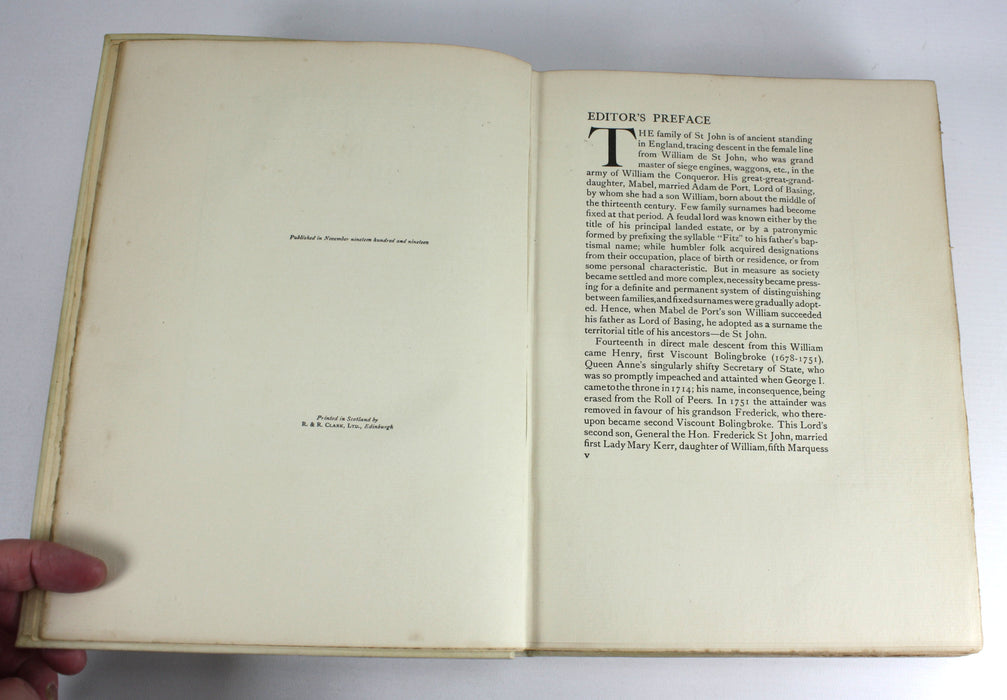 Published in November nineteen hundred and nineteen
Printed in Scotland by
R. & R. CLARK, LTD., Edinburgh
EDITOR'S PREFACE
THE family of St John is of ancient standing
in England, tracing descent in the female line
from William de St John, who was grand
master of siege engines, waggons, etc., in the
army of William the Conqueror. His great-great-grand-
daughter, Mabel, married Adam de Port, Lord of Basing,
by whom she had a son William, born about the middle of
the thirteenth century. Few family surnames had become
fixed at that period. A feudal lord was known either by the
title of his principal landed estate, or by a patronymic
formed by prefixing the syllable "Fitz" to his father's bap-
tismal name; while humbler folk acquired designations
from their occupation, place of birth or residence, or from
some personal characteristic. But in measure as society
became settled and more complex, necessity became press-
ing for a definite and permanent system of distinguishing
between families, and fixed surnames were gradually adopt-
ed. Hence, when Mabel de Port's son William succeeded
his father as Lord of Basing, he adopted as a surname the
territorial title of his ancestors—de St John.
Fourteenth in direct male descent from this William
came Henry, first Viscount Bolingbroke (1678-1751),
Queen Anne's singularly shifty Secretary of State, who
was so promptly impeached and attainted when George I.
came to the throne in 1714; his name, in consequence, being
erased from the Roll of Peers. In 1751 the attainder was
removed in favour of his grandson Frederick, who there-
upon became second Viscount Bolingbroke. This Lord's
second son, General the Hon. Frederick St John, married
first Lady Mary Kerr, daughter of William, fifth Marquess
v